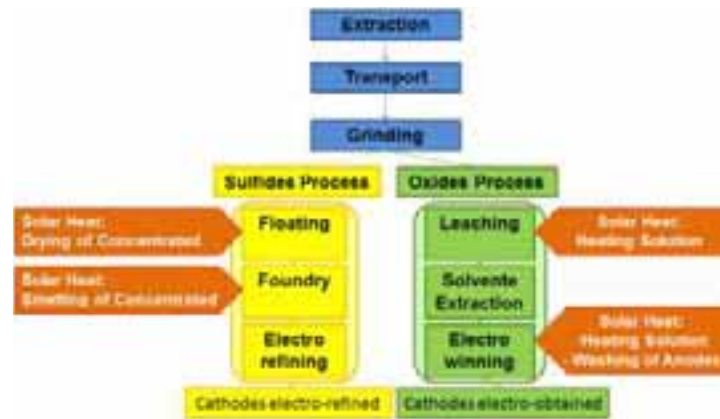 Extraction
Transport
Grinding
Sulfides Process
Oxides Process
Solar Heat:
Drying of Concentrated
Floating
Leaching
Solar Heat:
Heating Solution
Solar Heat:
Smelting of Concentrated
Foundry
Solvente
Extraction
Electro
refining
Electro
winning
Solar Heat:
Heating Solution
Washing of Anodes
Cathodes electro-refined
Cathodes electro-obtained